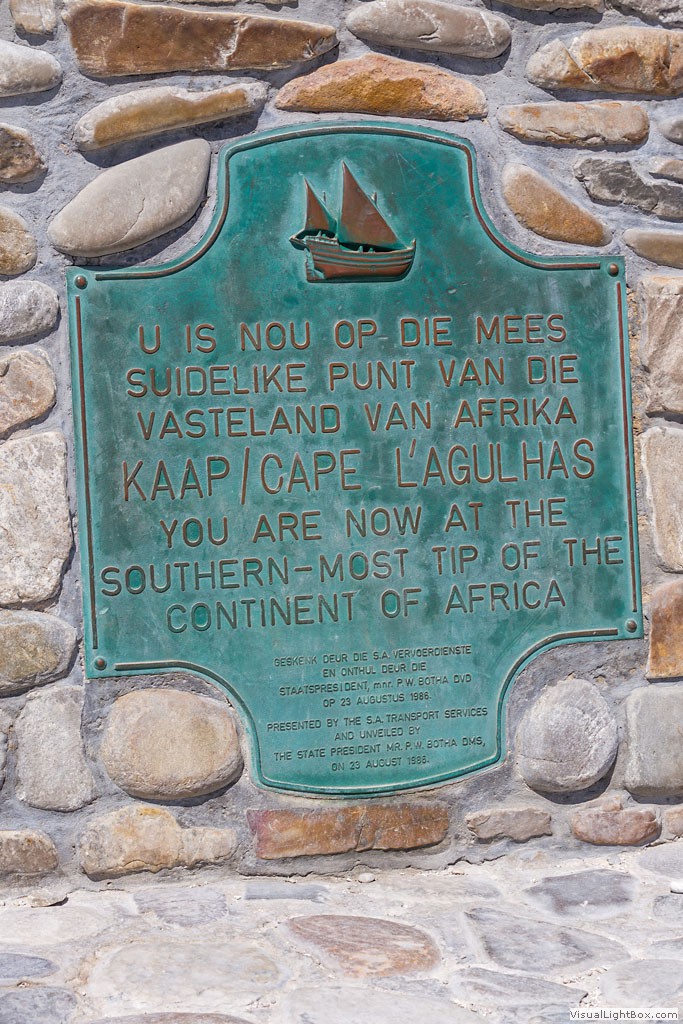 U IS NOU OP DIE MEES
SUIDELIKE PUNT VAN DIE
VASTELAND VAN AFRIKA
KAAP/CAPE L'AGULHAS
YOU ARE NOW AT THE
SOUTHERN-MOST TIP OF THE
CONTINENT OF AFRICA
GESKENK DEUR DIE S.A. VERVOERDIENSTE
EN ONTHUL DEUR DIE
STAATSPRESIDENT, mnr. P.W. BOTHA DVD
OP 23 AUGUSTUS 1986.
PRESENTED BY THE S.A. TRANSPORT SERVICES
AND UNVEILED BY
THE STATE PRESIDENT MR. P.W. BOTHA DMS,
ON 23 AUGUST 1986.
VisualLightBox.com